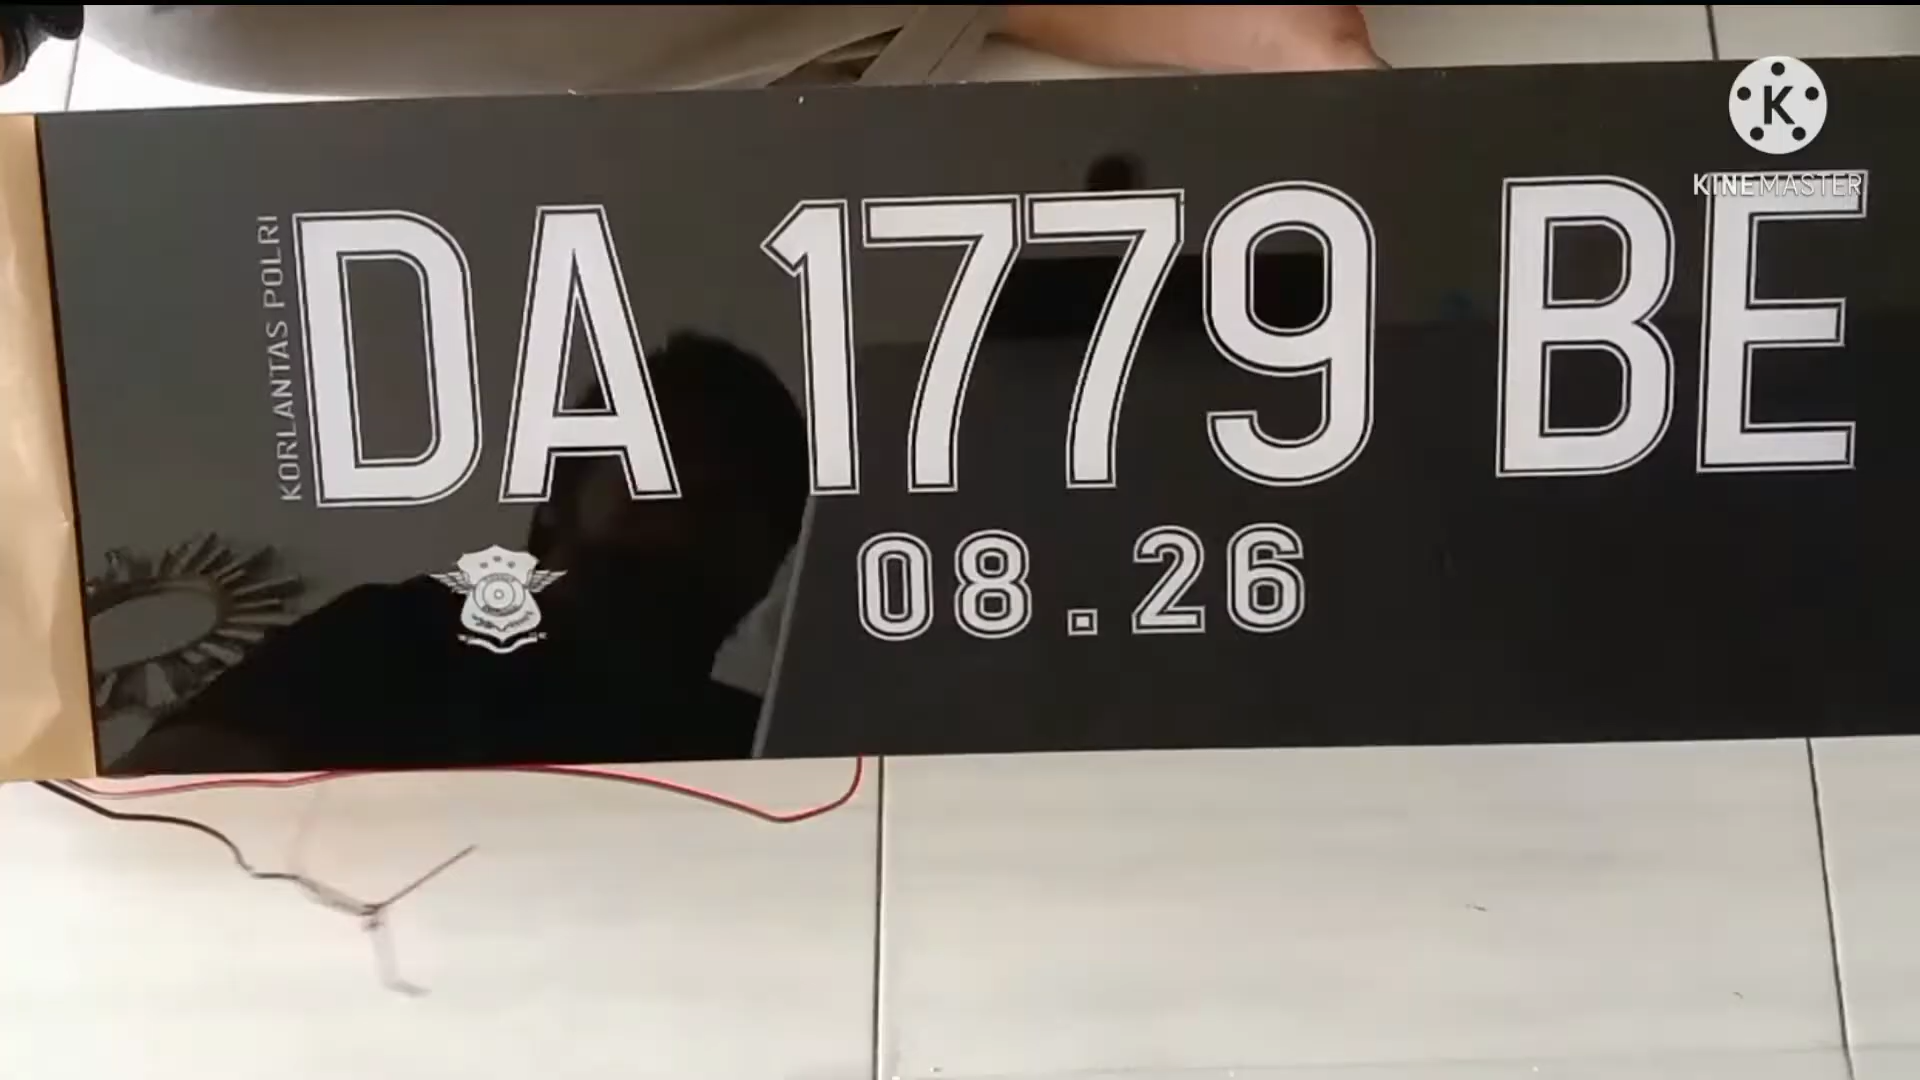 KORLANTAS POLRI
DA 1779 BE
08.26
K
KINEMASTER